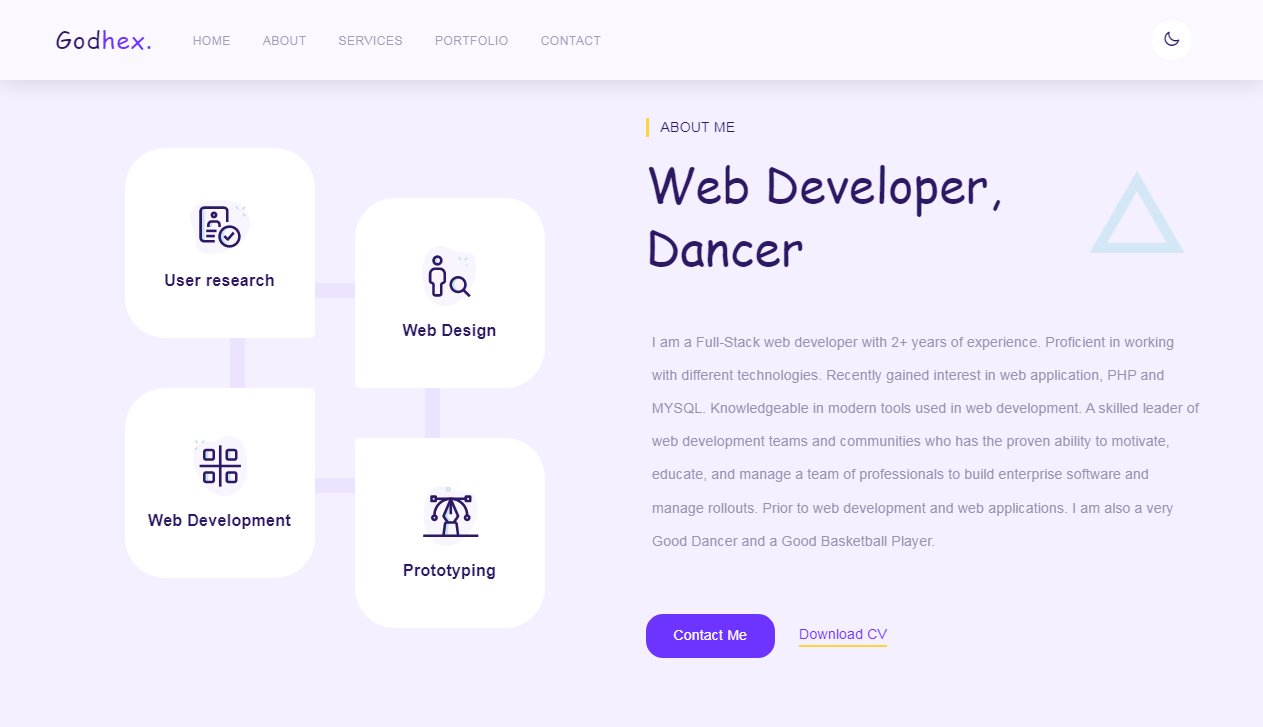 Godhex.
HOME
ABOUT
SERVICES
PORTFOLIO
CONTACT
User research
Web Design
Web Development
Prototyping
ABOUT ME
Web Developer,
Dancer
I am a Full-Stack web developer with 2+ years of experience. Proficient in working
with different technologies. Recently gained interest in web application, PHP and
MYSQL. Knowledgeable in modern tools used in web development. A skilled leader of
web development teams and communities who has the proven ability to motivate,
educate, and manage a team of professionals to build enterprise software and
manage rollouts. Prior to web development and web applications. I am also a very
Good Dancer and a Good Basketball Player.
Contact Me
Download CV